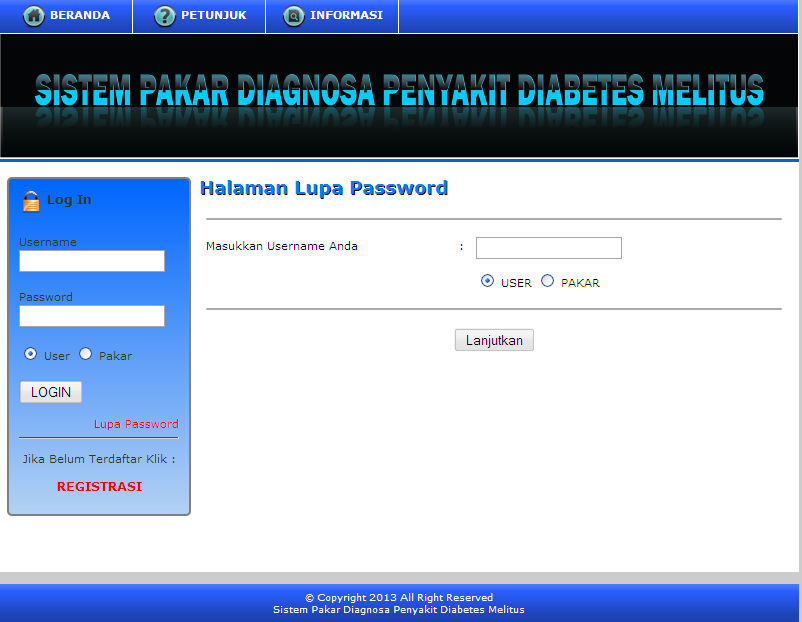 BERANDA PETUNJUK INFORMASI
SISTEM PAKAR DIAGNOSA PENYAKIT DIABETES MELITUS
Log In
Username
Password
User Pakar
LOGIN
Lupa Password
Jika Belum Terdaftar Klik :
REGISTRASI
Halaman Lupa Password
Masukkan Username Anda :
USER PAKAR
Lanjutkan
© Copyright 2013 All Right Reserved
Sistem Pakar Diagnosa Penyakit Diabetes Melitus